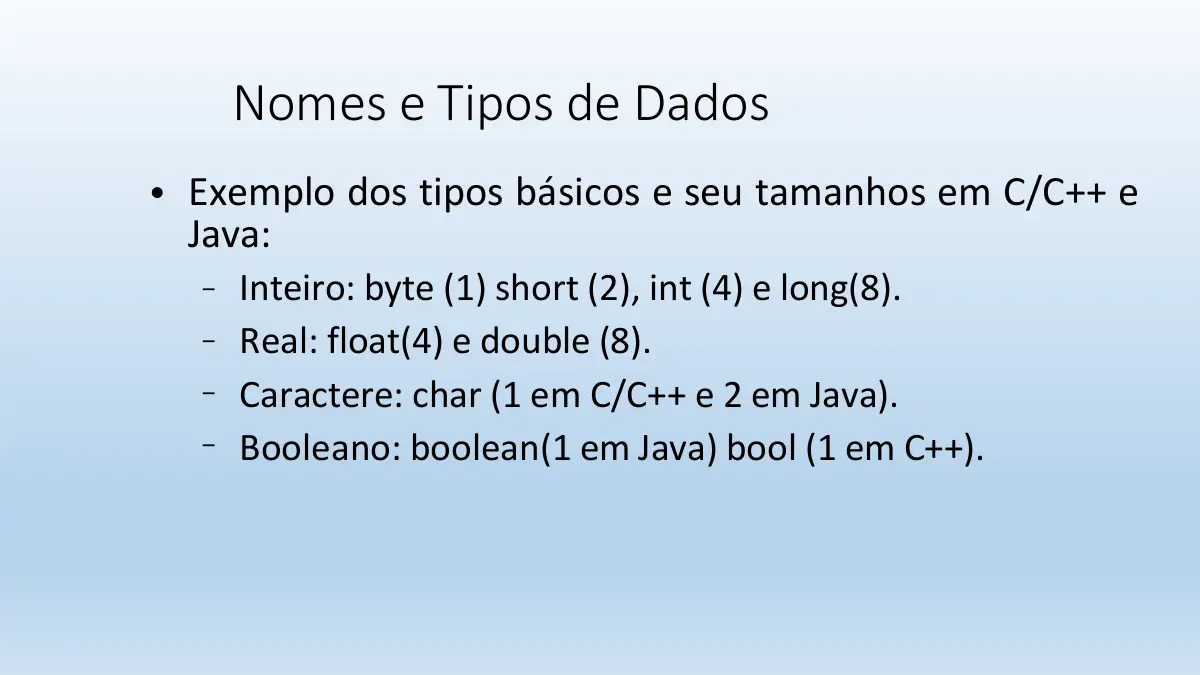 Nomes e Tipos de Dados
• Exemplo dos tipos básicos e seu tamanhos em C/C++ e
Java:
– Inteiro: byte (1) short (2), int (4) e long(8).
– Real: float(4) e double (8).
– Caractere: char (1 em C/C++ e 2 em Java).
– Booleano: boolean(1 em Java) bool (1 em C++).